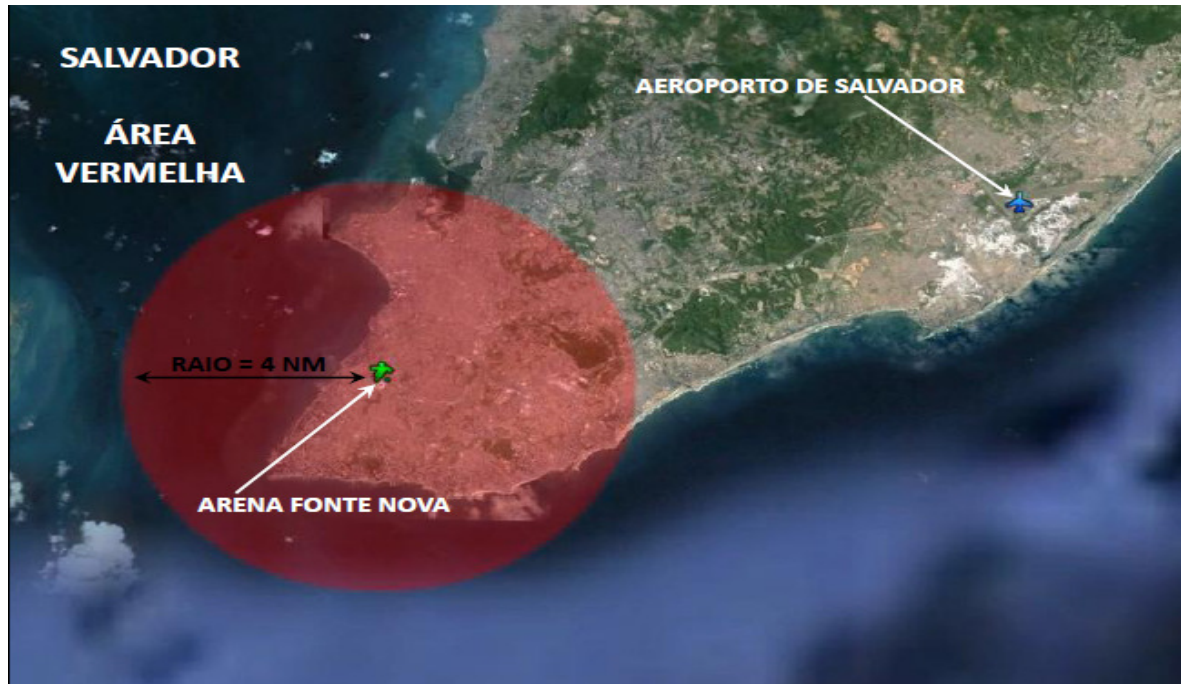 SALVADOR
ÁREA
VERMELHA
AEROPORTO DE SALVADOR
RAIO = 4 NM
ARENA FONTE NOVA